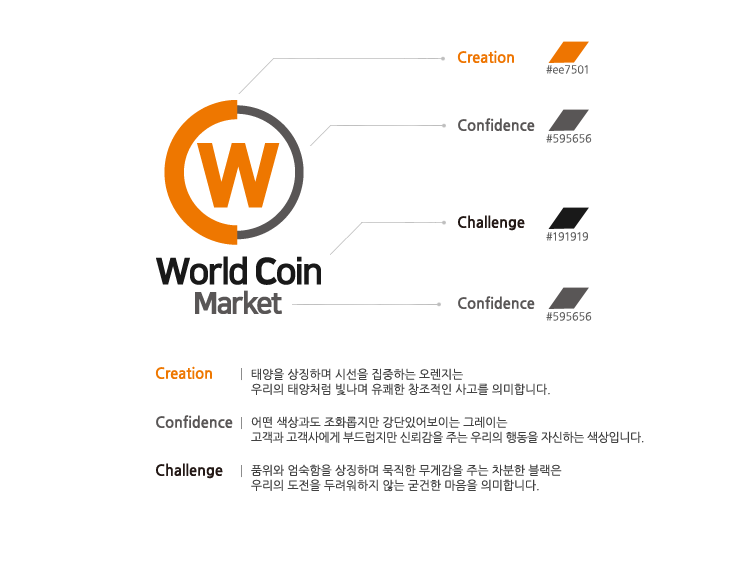 Creation
#ee7501
Confidence
#595656
W
Challenge
#191919
World Coin
Market
Confidence
#595656
Creation | 태양을 상징하며 시선을 집중하는 오렌지는
우리의 태양처럼 빛나며 유쾌한 창조적인 사고를 의미합니다.
Confidence | 어떤 색상과도 조화롭지만 강단있어보이는 그레이는
고객과 고객사에게 부드럽지만 신뢰감을 주는 우리의 행동을 자신하는 색상입니다.
Challenge | 품위와 엄숙함을 상징하며 묵직한 무게감을 주는 차분한 블랙은
우리의 도전을 두려워하지 않는 굳건한 마음을 의미합니다.